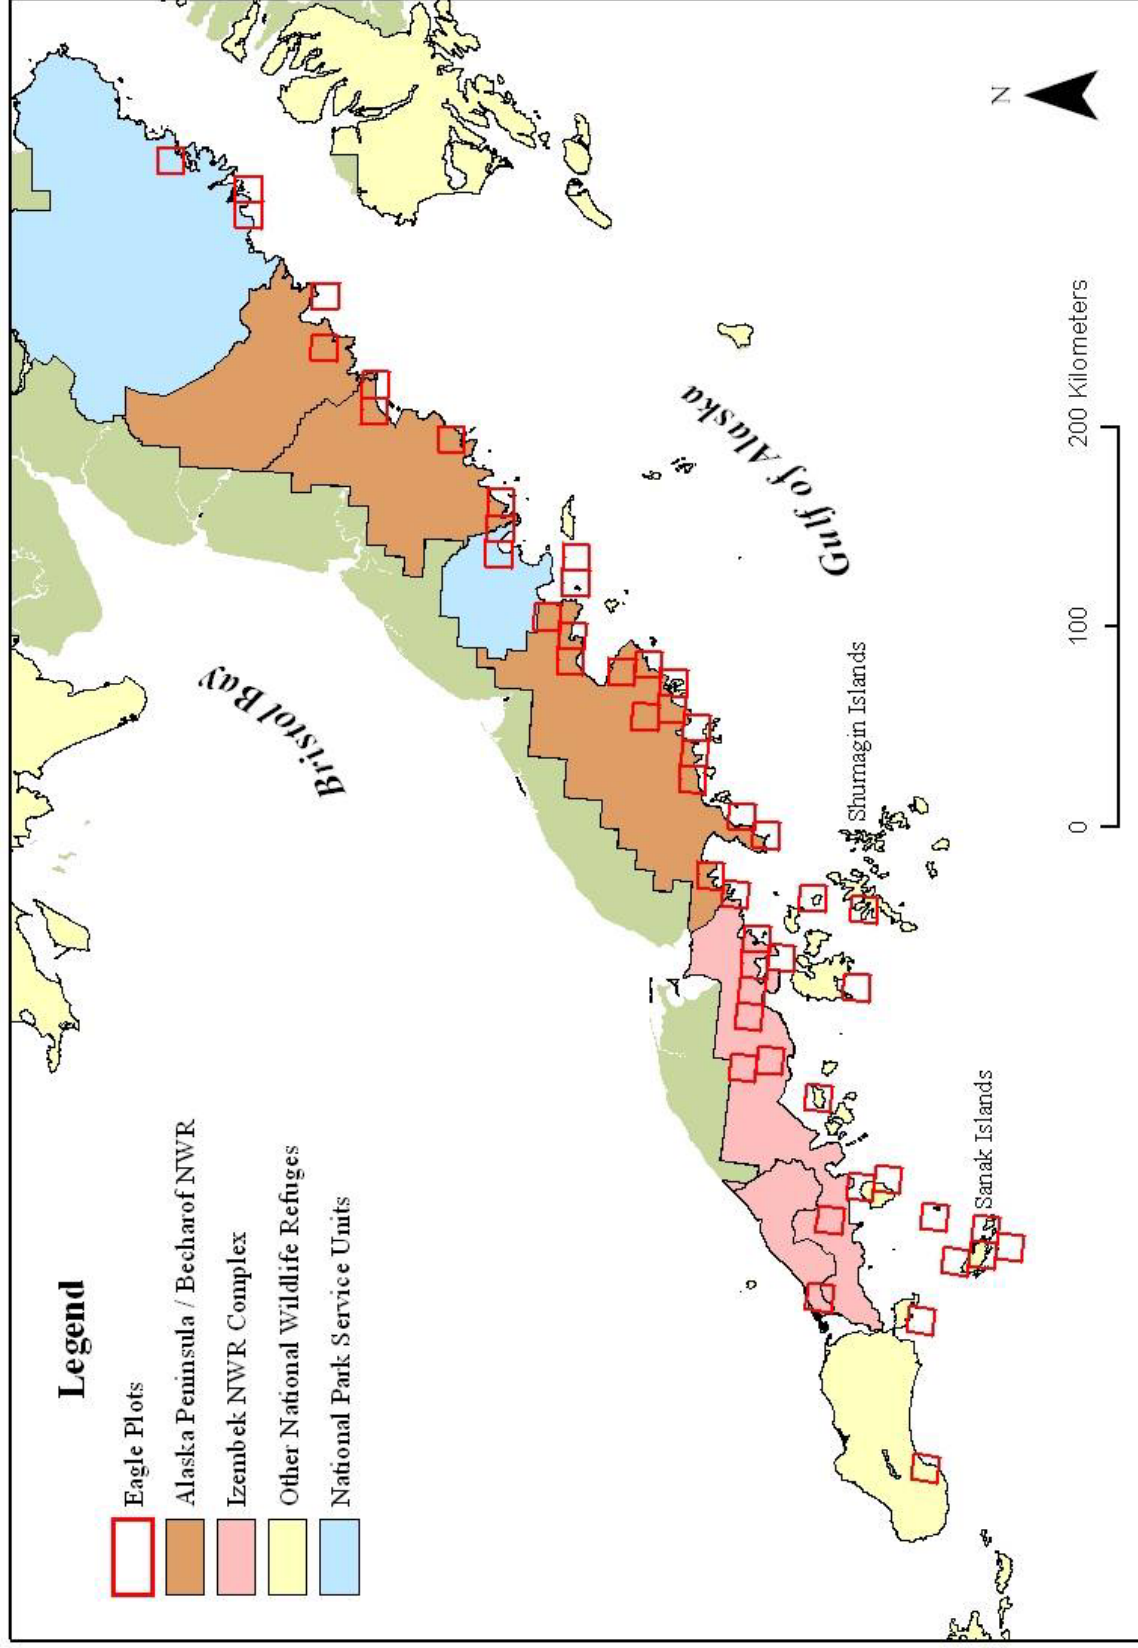 Legend
Eagle Plots
Alaska Peninsula / Becharof NWR
Izembek NWR Complex
Other National Wildlife Refuges
National Park Service Units
Bristol Bay
Gulf of Alaska
Shumagin Islands
Sanak Islands
N
0 100 200 Kilometers